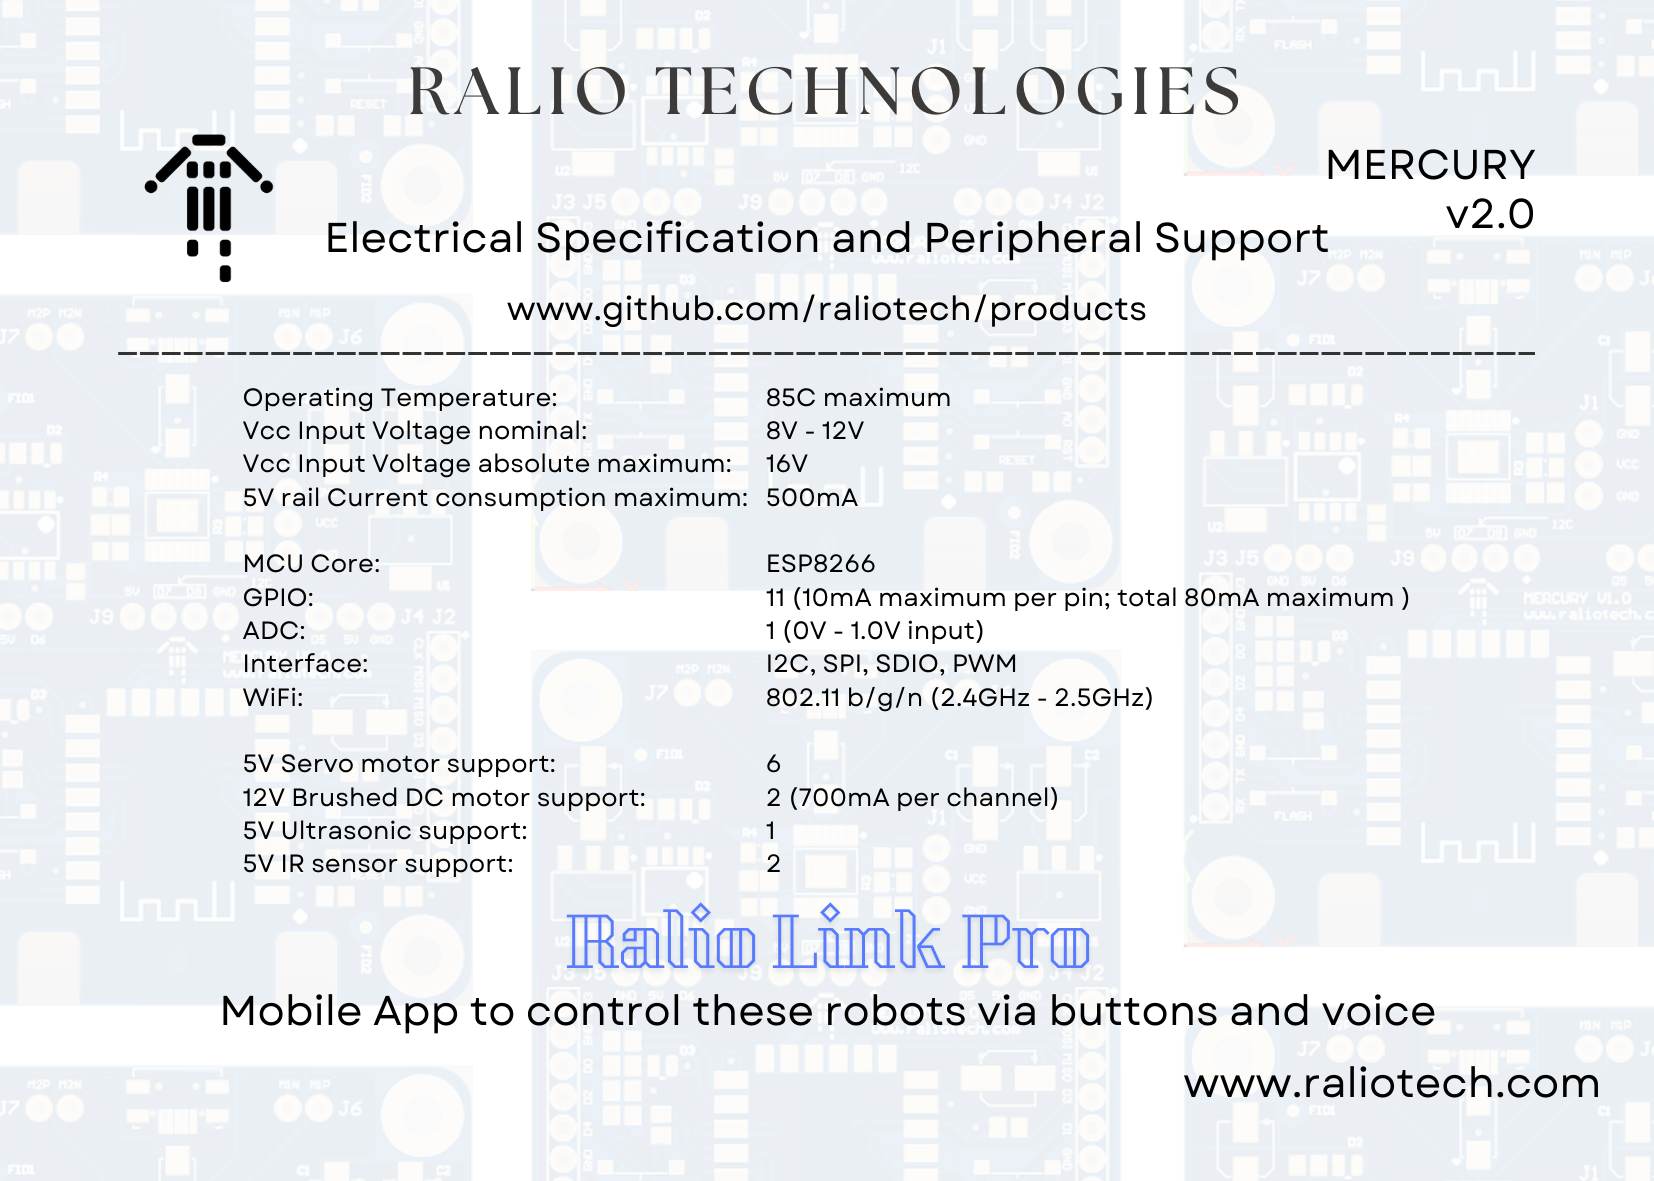 RALIO TECHNOLOGIES
MERCURY
v2.0
Electrical Specification and Peripheral Support
www.github.com/raliotech/products
Operating Temperature: 85C maximum
Vcc Input Voltage nominal: 8V - 12V
Vcc Input Voltage absolute maximum: 16V
5V rail Current consumption maximum: 500mA
MCU Core: ESP8266
GPIO: 11 (10mA maximum per pin; total 80mA maximum )
ADC: 1 (0V - 1.0V input)
Interface: I2C, SPI, SDIO, PWM
WiFi: 802.11 b/g/n (2.4GHz - 2.5GHz)
5V Servo motor support: 6
12V Brushed DC motor support: 2 (700mA per channel)
5V Ultrasonic support: 1
5V IR sensor support: 2
Ralio Link Pro
Mobile App to control these robots via buttons and voice
www.raliotech.com